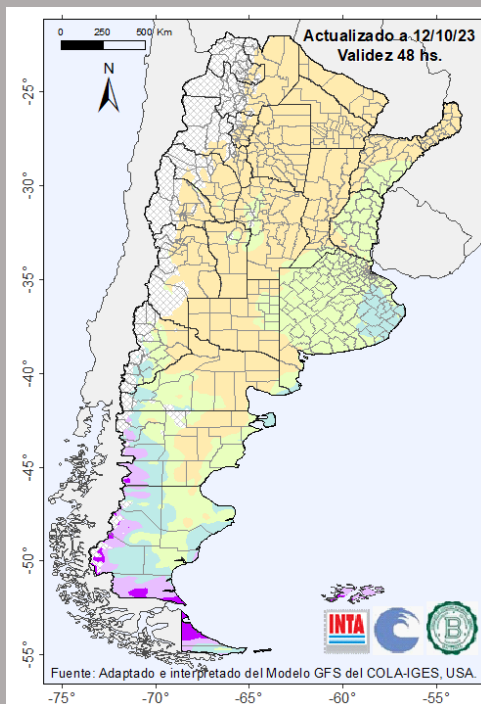 0 250 500 Km
Actualizado a 12/10/23
Validez 48 hs.
N
-25°
-30°
-35°
-40°
-45°
-50°
-55°
INTA
B
Fuente: Adaptado e interpretado del Modelo GFS del COLA-IGES, USA.
-75° -70° -65° -60° -55°